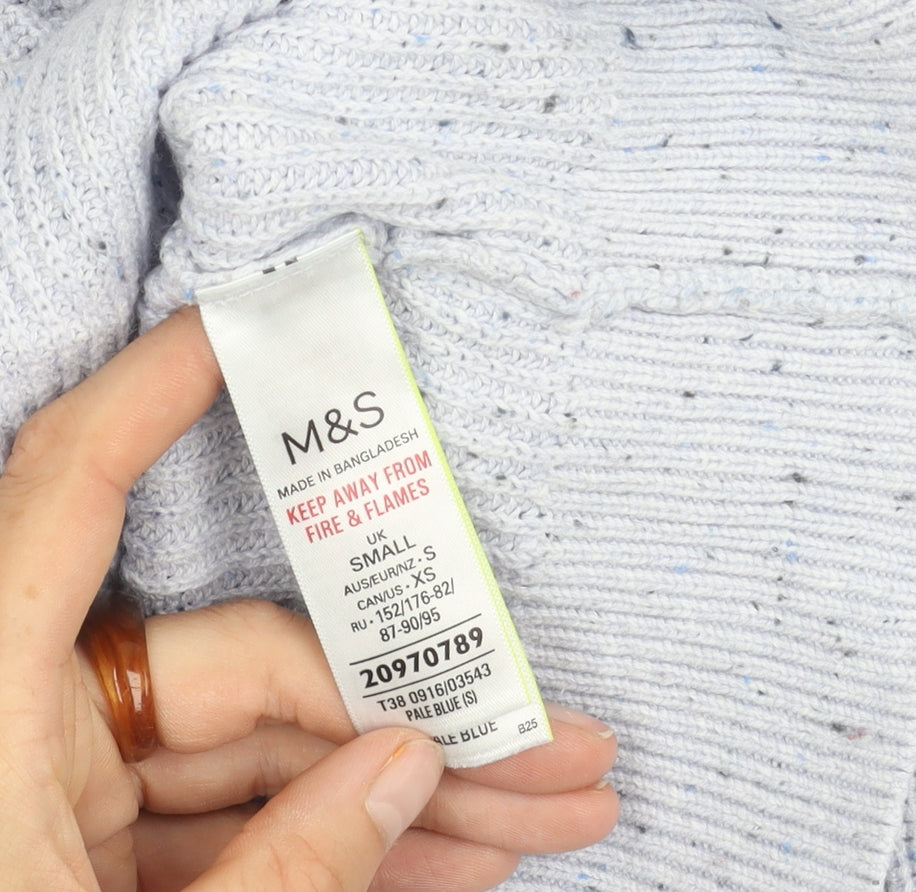 M&S
MADE IN BANGLADESH
KEEP AWAY FROM
FIRE & FLAMES
UK
SMALL
AUS/EUR/NZ • S
CAN/US • XS
RU • 152/176-82/
87-90/95
20970789
T38 0916/03543
PALE BLUE (S)
BLUE B25